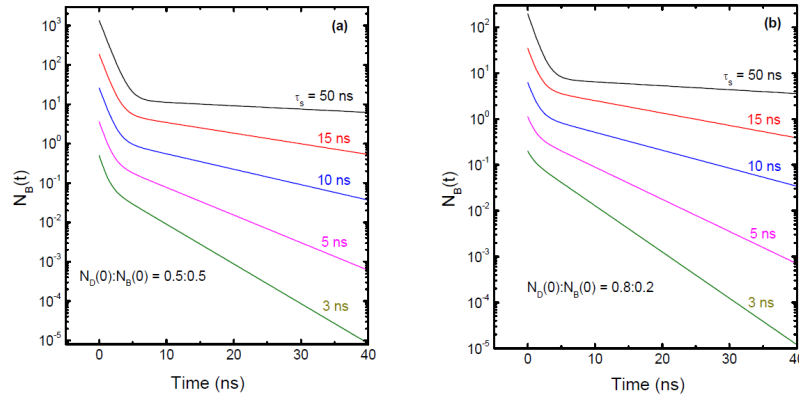 (a)
10^3
10^2
10^1
10^0
10^-1
10^-2
10^-3
10^-4
10^-5
N_B(t)
τ_s = 50 ns
15 ns
10 ns
5 ns
3 ns
N_D(0):N_B(0) = 0.5:0.5
0 10 20 30 40
Time (ns)
(b)
10^2
10^1
10^0
10^-1
10^-2
10^-3
10^-4
10^-5
N_B(t)
τ_s = 50 ns
15 ns
10 ns
5 ns
3 ns
N_D(0):N_B(0) = 0.8:0.2
0 10 20 30 40
Time (ns)